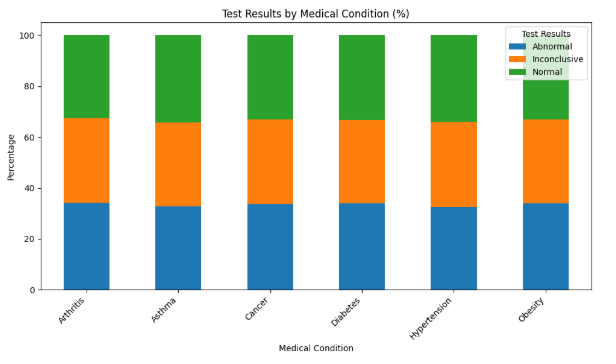 Test Results by Medical Condition (%)
Test Results
Abnormal
Inconclusive
Normal
Percentage
100
80
60
40
20
0
Arthritis
Asthma
Cancer
Diabetes
Hypertension
Obesity
Medical Condition